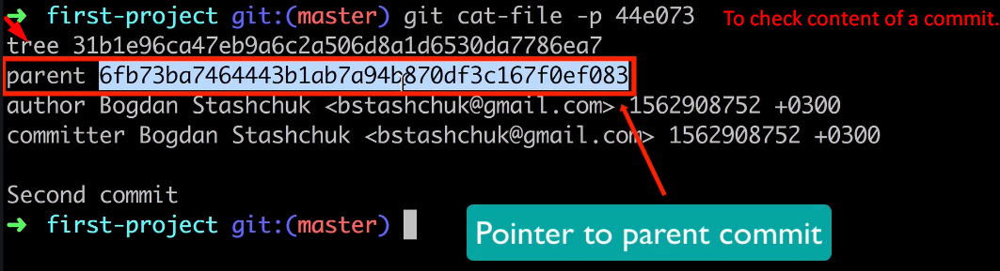 ➜ first-project git:(master) git cat-file -p 44e073 To check content of a commit.
tree 31b1e96ca47eb9a6c2a506d8a1d6530da7786ea7
parent 6fb73ba7464443b1ab7a94b870df3c167f0ef083
author Bogdan Stashchuk <bstashchuk@gmail.com> 1562908752 +0300
committer Bogdan Stashchuk <bstashchuk@gmail.com> 1562908752 +0300
Second commit
➜ first-project git:(master)
Pointer to parent commit